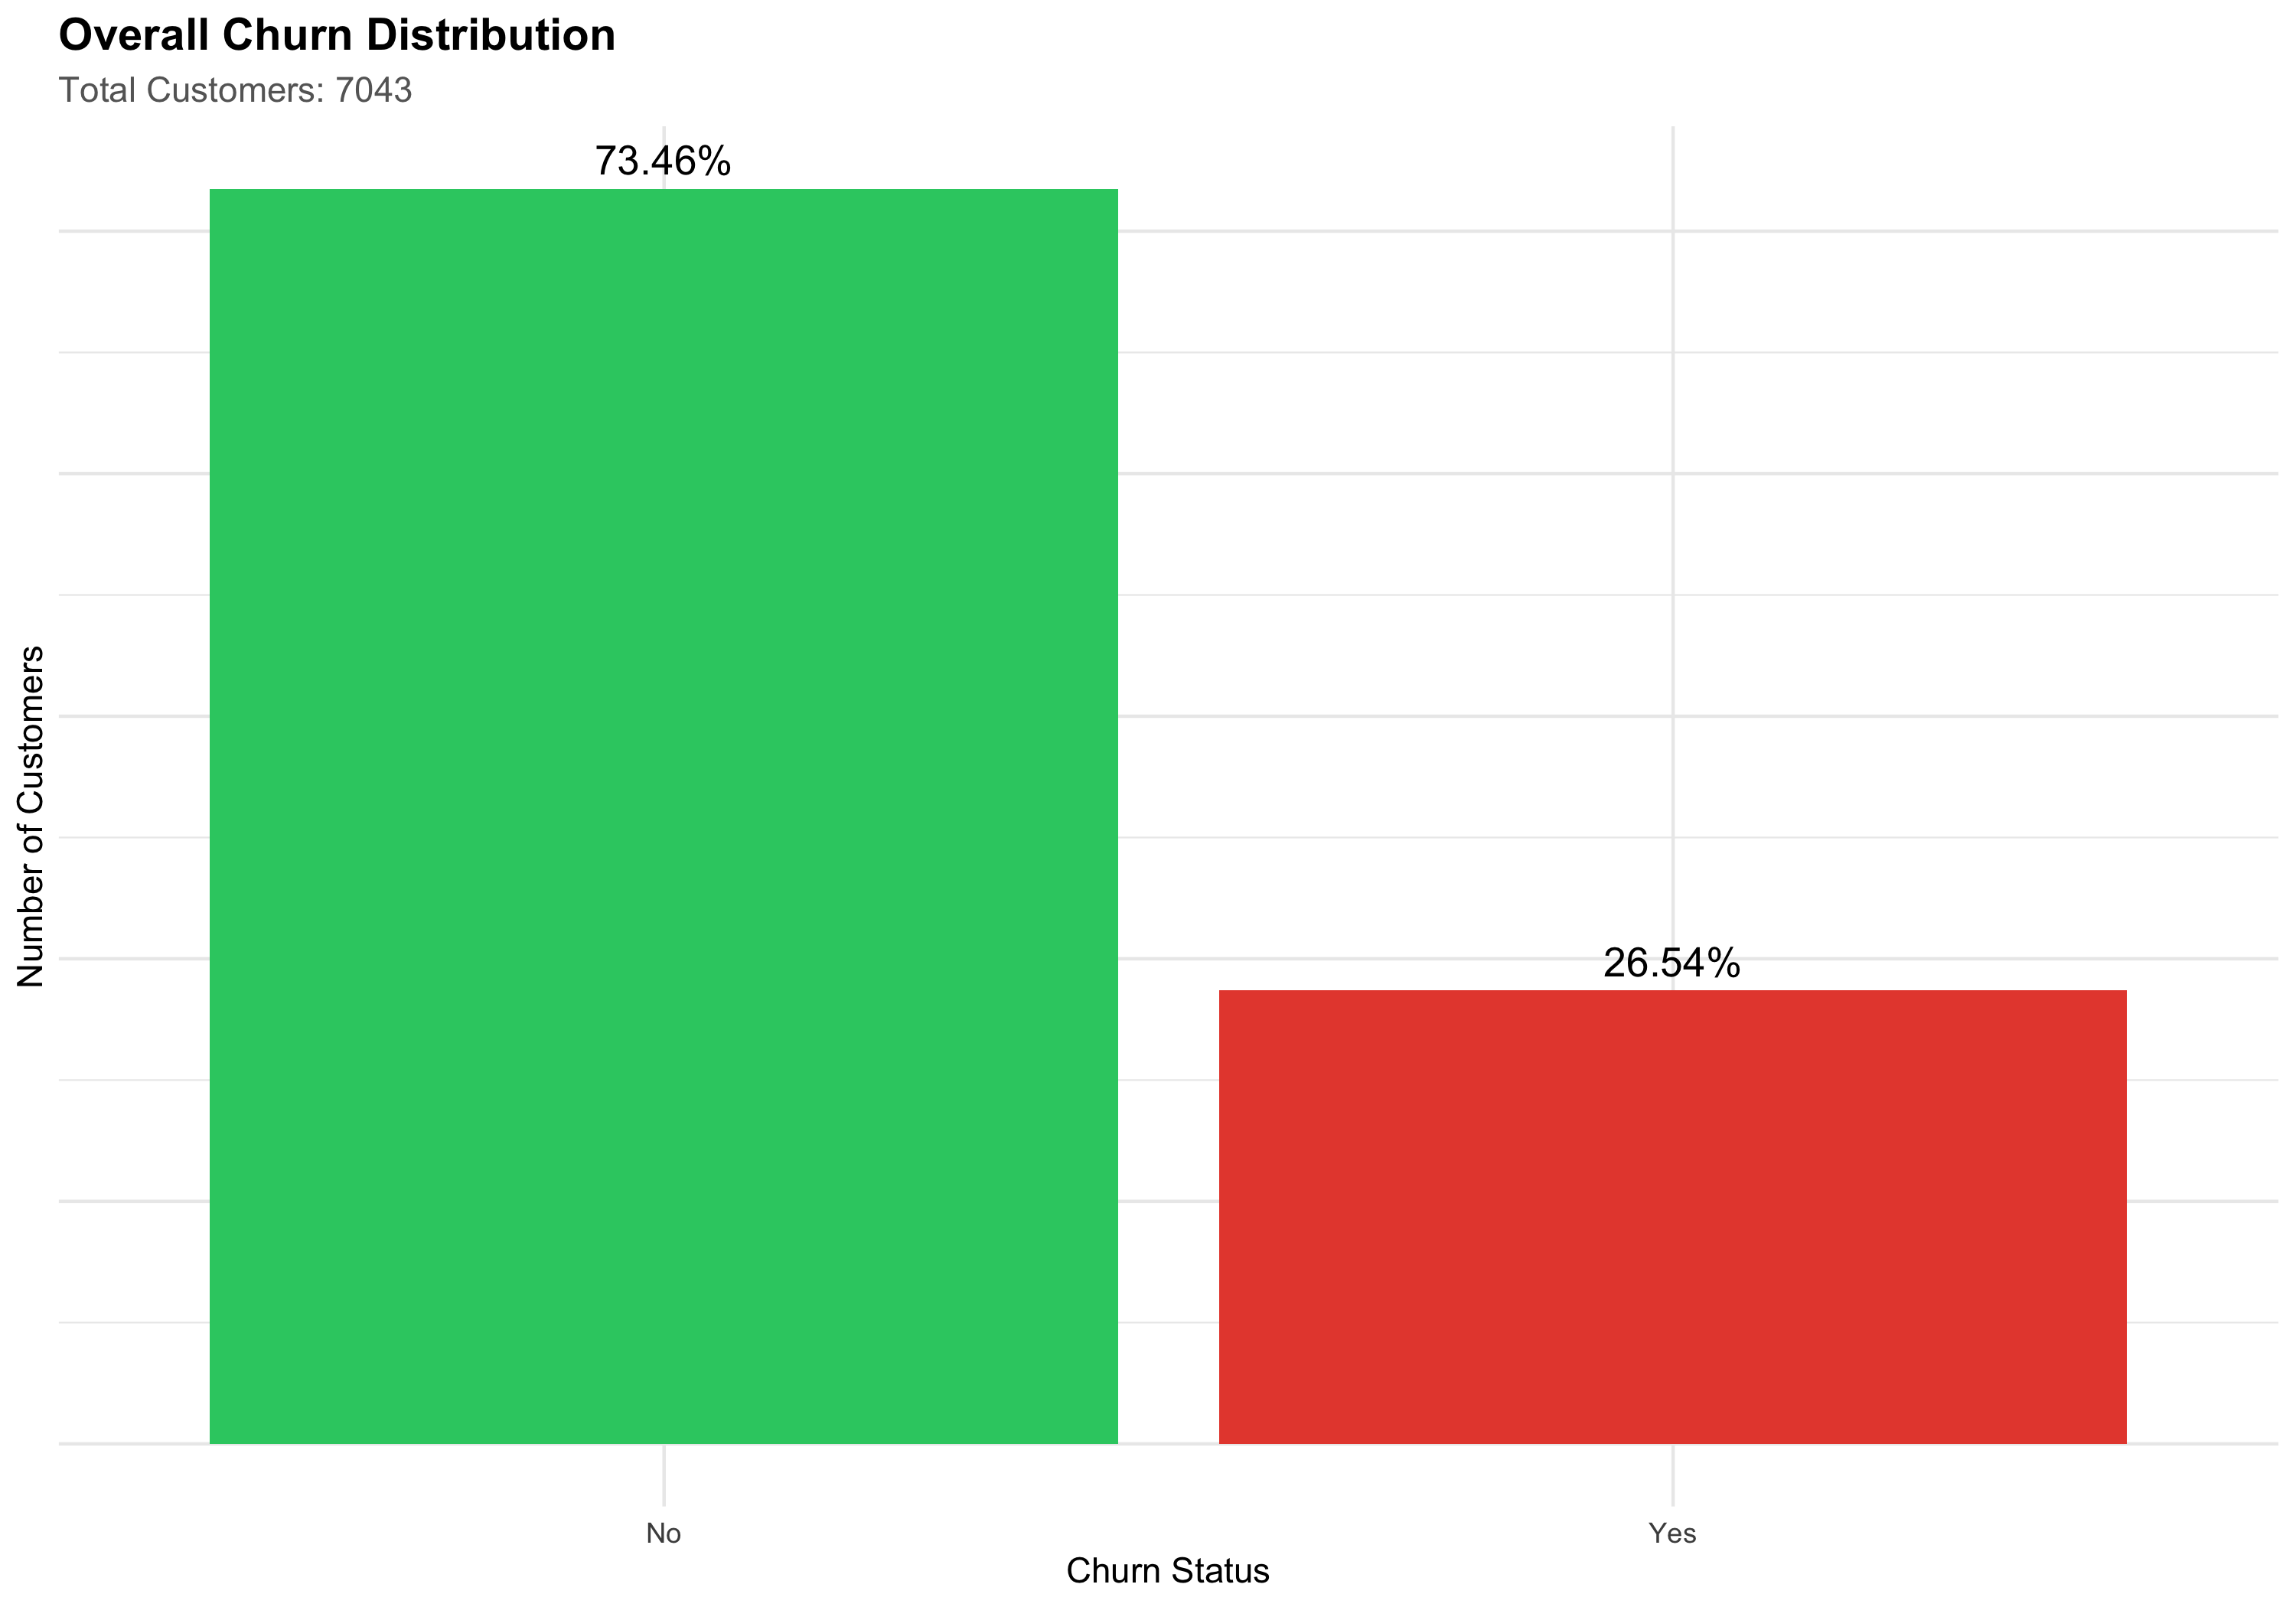 Overall Churn Distribution
Total Customers: 7043
73.46%
26.54%
Number of Customers
No
Yes
Churn Status